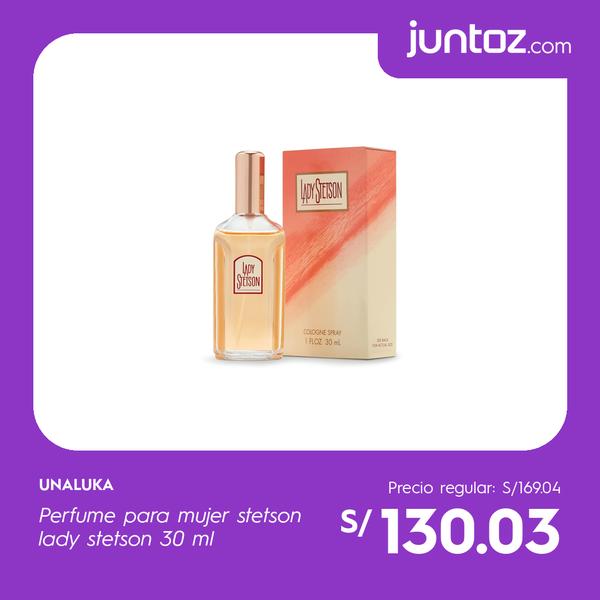 juntoz.com
LADY STETSON
LADY
STETSON
COLOGNE SPRAY
1 FL.OZ. 30 mL
UNALUKA
Precio regular: S/169.04
Perfume para mujer stetson
lady stetson 30 ml
S/130.03